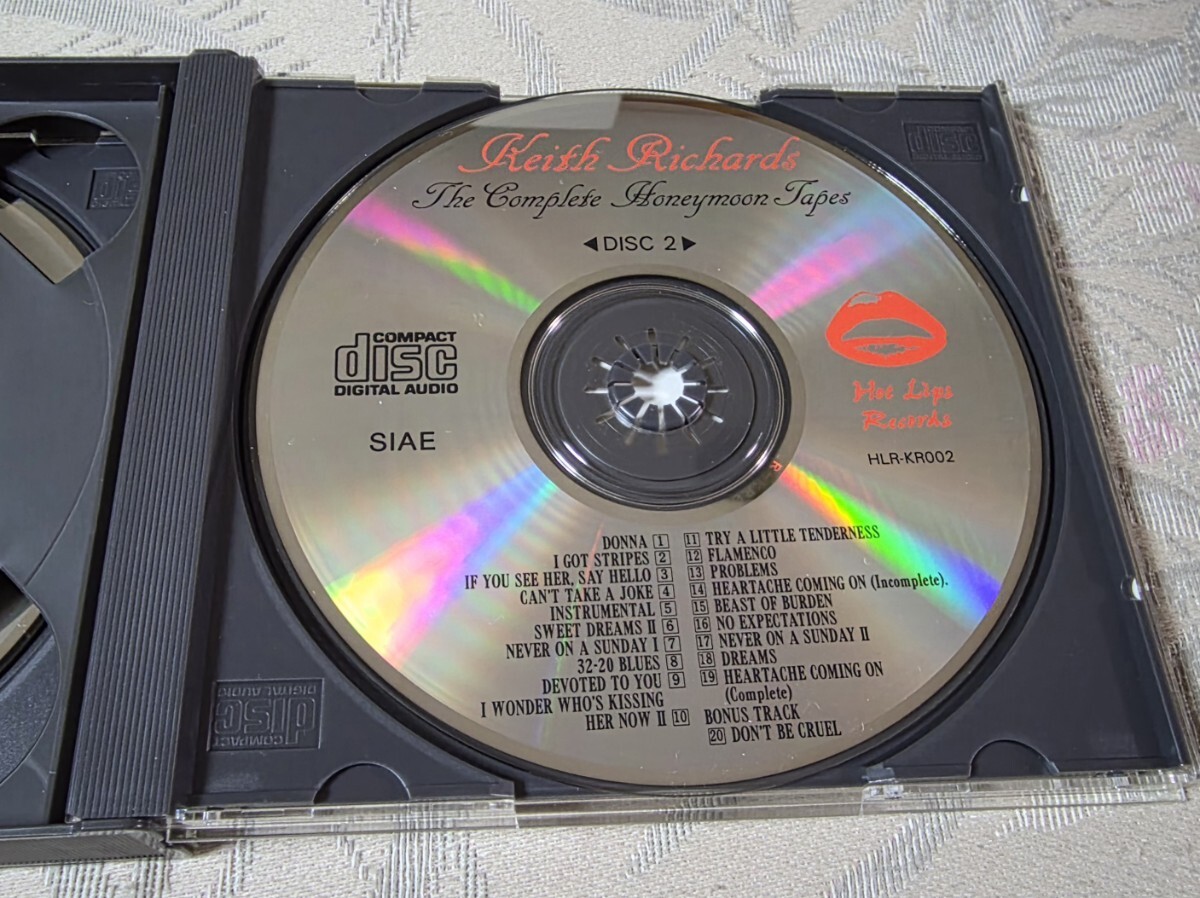 Keith Richards
The Complete Honeymoon Tapes
◀DISC 2▶
COMPACT
disc
DIGITAL AUDIO
SIAE
Hot Lips
Records
HLR-KR002
R
DONNA 1
I GOT STRIPES 2
IF YOU SEE HER, SAY HELLO 3
CAN'T TAKE A JOKE 4
INSTRUMENTAL 5
SWEET DREAMS II 6
NEVER ON A SUNDAY I 7
32-20 BLUES 8
DEVOTED TO YOU 9
I WONDER WHO'S KISSING
HER NOW II 10
11 TRY A LITTLE TENDERNESS
12 FLAMENCO
13 PROBLEMS
14 HEARTACHE COMING ON (Incomplete).
15 BEAST OF BURDEN
16 NO EXPECTATIONS
17 NEVER ON A SUNDAY II
18 DREAMS
19 HEARTACHE COMING ON
(Complete)
BONUS TRACK
20 DON'T BE CRUEL
disc
COMPACT
disc
DIGITAL AUDIO